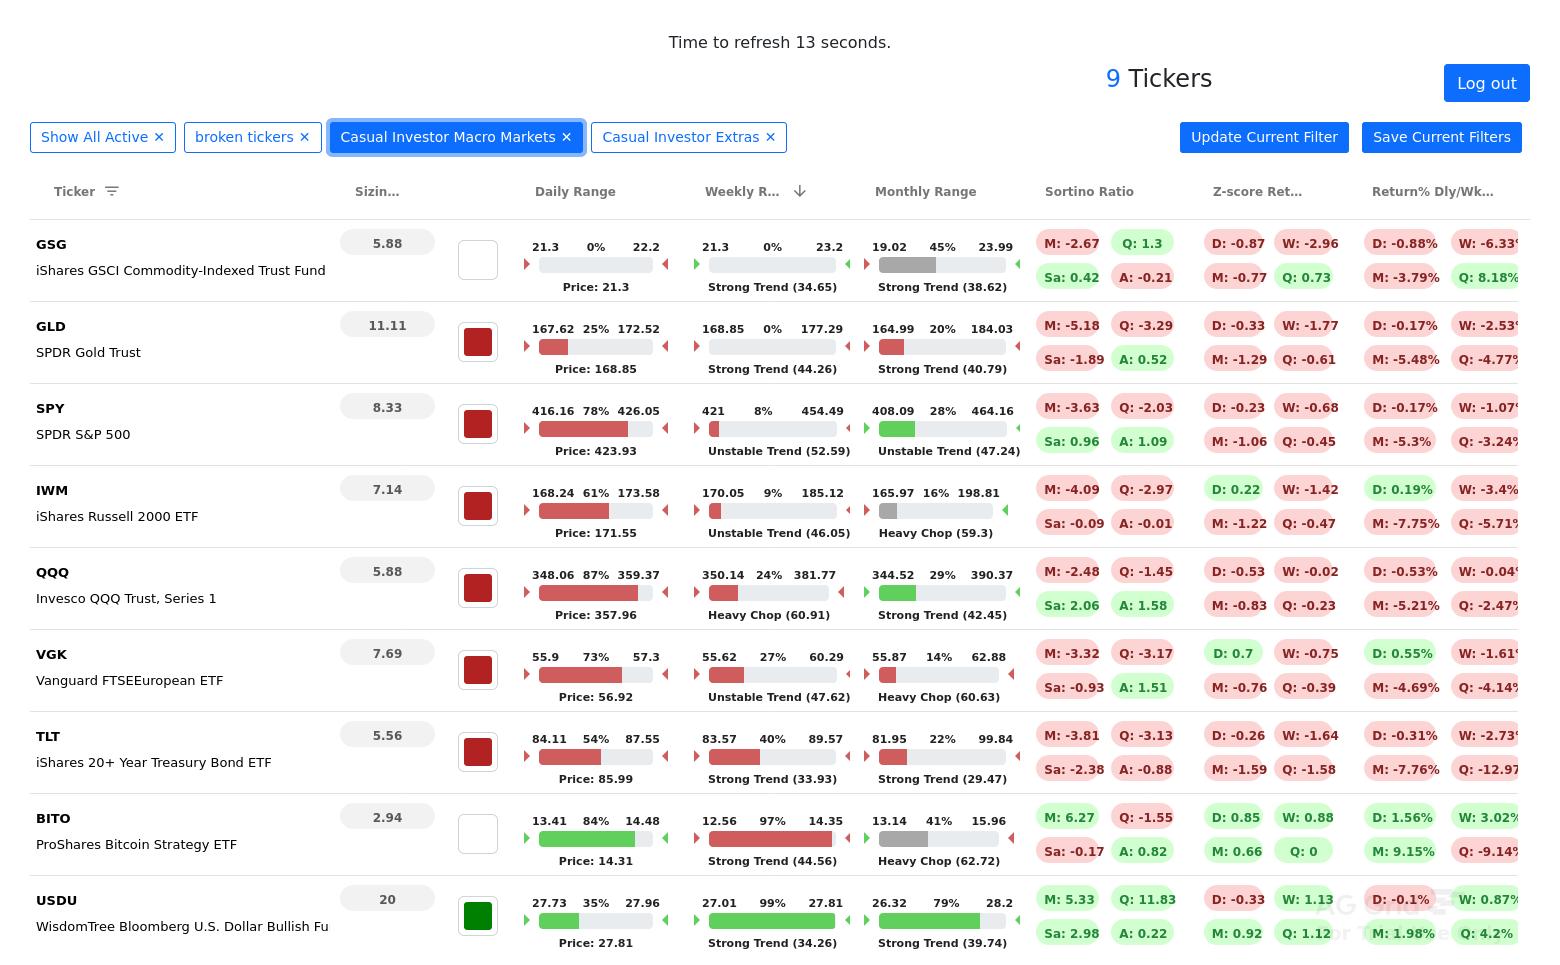 Time to refresh 13 seconds.
9 Tickers
Log out
Show All Active ✕ broken tickers ✕ Casual Investor Macro Markets ✕ Casual Investor Extras ✕ Update Current Filter Save Current Filters
Ticker Sizin… Daily Range Weekly R… Monthly Range Sortino Ratio Z-score Ret… Return% Dly/Wk…
GSG 5.88 21.3 0% 22.2 21.3 0% 23.2 19.02 45% 23.99 M: -2.67 Q: 1.3 D: -0.87 W: -2.96 D: -0.88% W: -6.33%
iShares GSCI Commodity-Indexed Trust Fund Price: 21.3 Strong Trend (34.65) Strong Trend (38.62) Sa: 0.42 A: -0.21 M: -0.77 Q: 0.73 M: -3.79% Q: 8.18%
GLD 11.11 167.62 25% 172.52 168.85 0% 177.29 164.99 20% 184.03 M: -5.18 Q: -3.29 D: -0.33 W: -1.77 D: -0.17% W: -2.53%
SPDR Gold Trust Price: 168.85 Strong Trend (44.26) Strong Trend (40.79) Sa: -1.89 A: 0.52 M: -1.29 Q: -0.61 M: -5.48% Q: -4.77%
SPY 8.33 416.16 78% 426.05 421 8% 454.49 408.09 28% 464.16 M: -3.63 Q: -2.03 D: -0.23 W: -0.68 D: -0.17% W: -1.07%
SPDR S&P 500 Price: 423.93 Unstable Trend (52.59) Unstable Trend (47.24) Sa: 0.96 A: 1.09 M: -1.06 Q: -0.45 M: -5.3% Q: -3.24%
IWM 7.14 168.24 61% 173.58 170.05 9% 185.12 165.97 16% 198.81 M: -4.09 Q: -2.97 D: 0.22 W: -1.42 D: 0.19% W: -3.4%
iShares Russell 2000 ETF Price: 171.55 Unstable Trend (46.05) Heavy Chop (59.3) Sa: -0.09 A: -0.01 M: -1.22 Q: -0.47 M: -7.75% Q: -5.71%
QQQ 5.88 348.06 87% 359.37 350.14 24% 381.77 344.52 29% 390.37 M: -2.48 Q: -1.45 D: -0.53 W: -0.02 D: -0.53% W: -0.04%
Invesco QQQ Trust, Series 1 Price: 357.96 Heavy Chop (60.91) Strong Trend (42.45) Sa: 2.06 A: 1.58 M: -0.83 Q: -0.23 M: -5.21% Q: -2.47%
VGK 7.69 55.9 73% 57.3 55.62 27% 60.29 55.87 14% 62.88 M: -3.32 Q: -3.17 D: 0.7 W: -0.75 D: 0.55% W: -1.61%
Vanguard FTSEEuropean ETF Price: 56.92 Unstable Trend (47.62) Heavy Chop (60.63) Sa: -0.93 A: 1.51 M: -0.76 Q: -0.39 M: -4.69% Q: -4.14%
TLT 5.56 84.11 54% 87.55 83.57 40% 89.57 81.95 22% 99.84 M: -3.81 Q: -3.13 D: -0.26 W: -1.64 D: -0.31% W: -2.73%
iShares 20+ Year Treasury Bond ETF Price: 85.99 Strong Trend (33.93) Strong Trend (29.47) Sa: -2.38 A: -0.88 M: -1.59 Q: -1.58 M: -7.76% Q: -12.97
BITO 2.94 13.41 84% 14.48 12.56 97% 14.35 13.14 41% 15.96 M: 6.27 Q: -1.55 D: 0.85 W: 0.88 D: 1.56% W: 3.02%
ProShares Bitcoin Strategy ETF Price: 14.31 Strong Trend (44.56) Heavy Chop (62.72) Sa: -0.17 A: 0.82 M: 0.66 Q: 0 M: 9.15% Q: -9.14%
USDU 20 27.73 35% 27.96 27.01 99% 27.81 26.32 79% 28.2 M: 5.33 Q: 11.83 D: -0.33 W: 1.13 D: -0.1% W: 0.87%
WisdomTree Bloomberg U.S. Dollar Bullish Fu Price: 27.81 Strong Trend (34.26) Strong Trend (39.74) Sa: 2.98 A: 0.22 M: 0.92 Q: 1.12 M: 1.98% Q: 4.2%